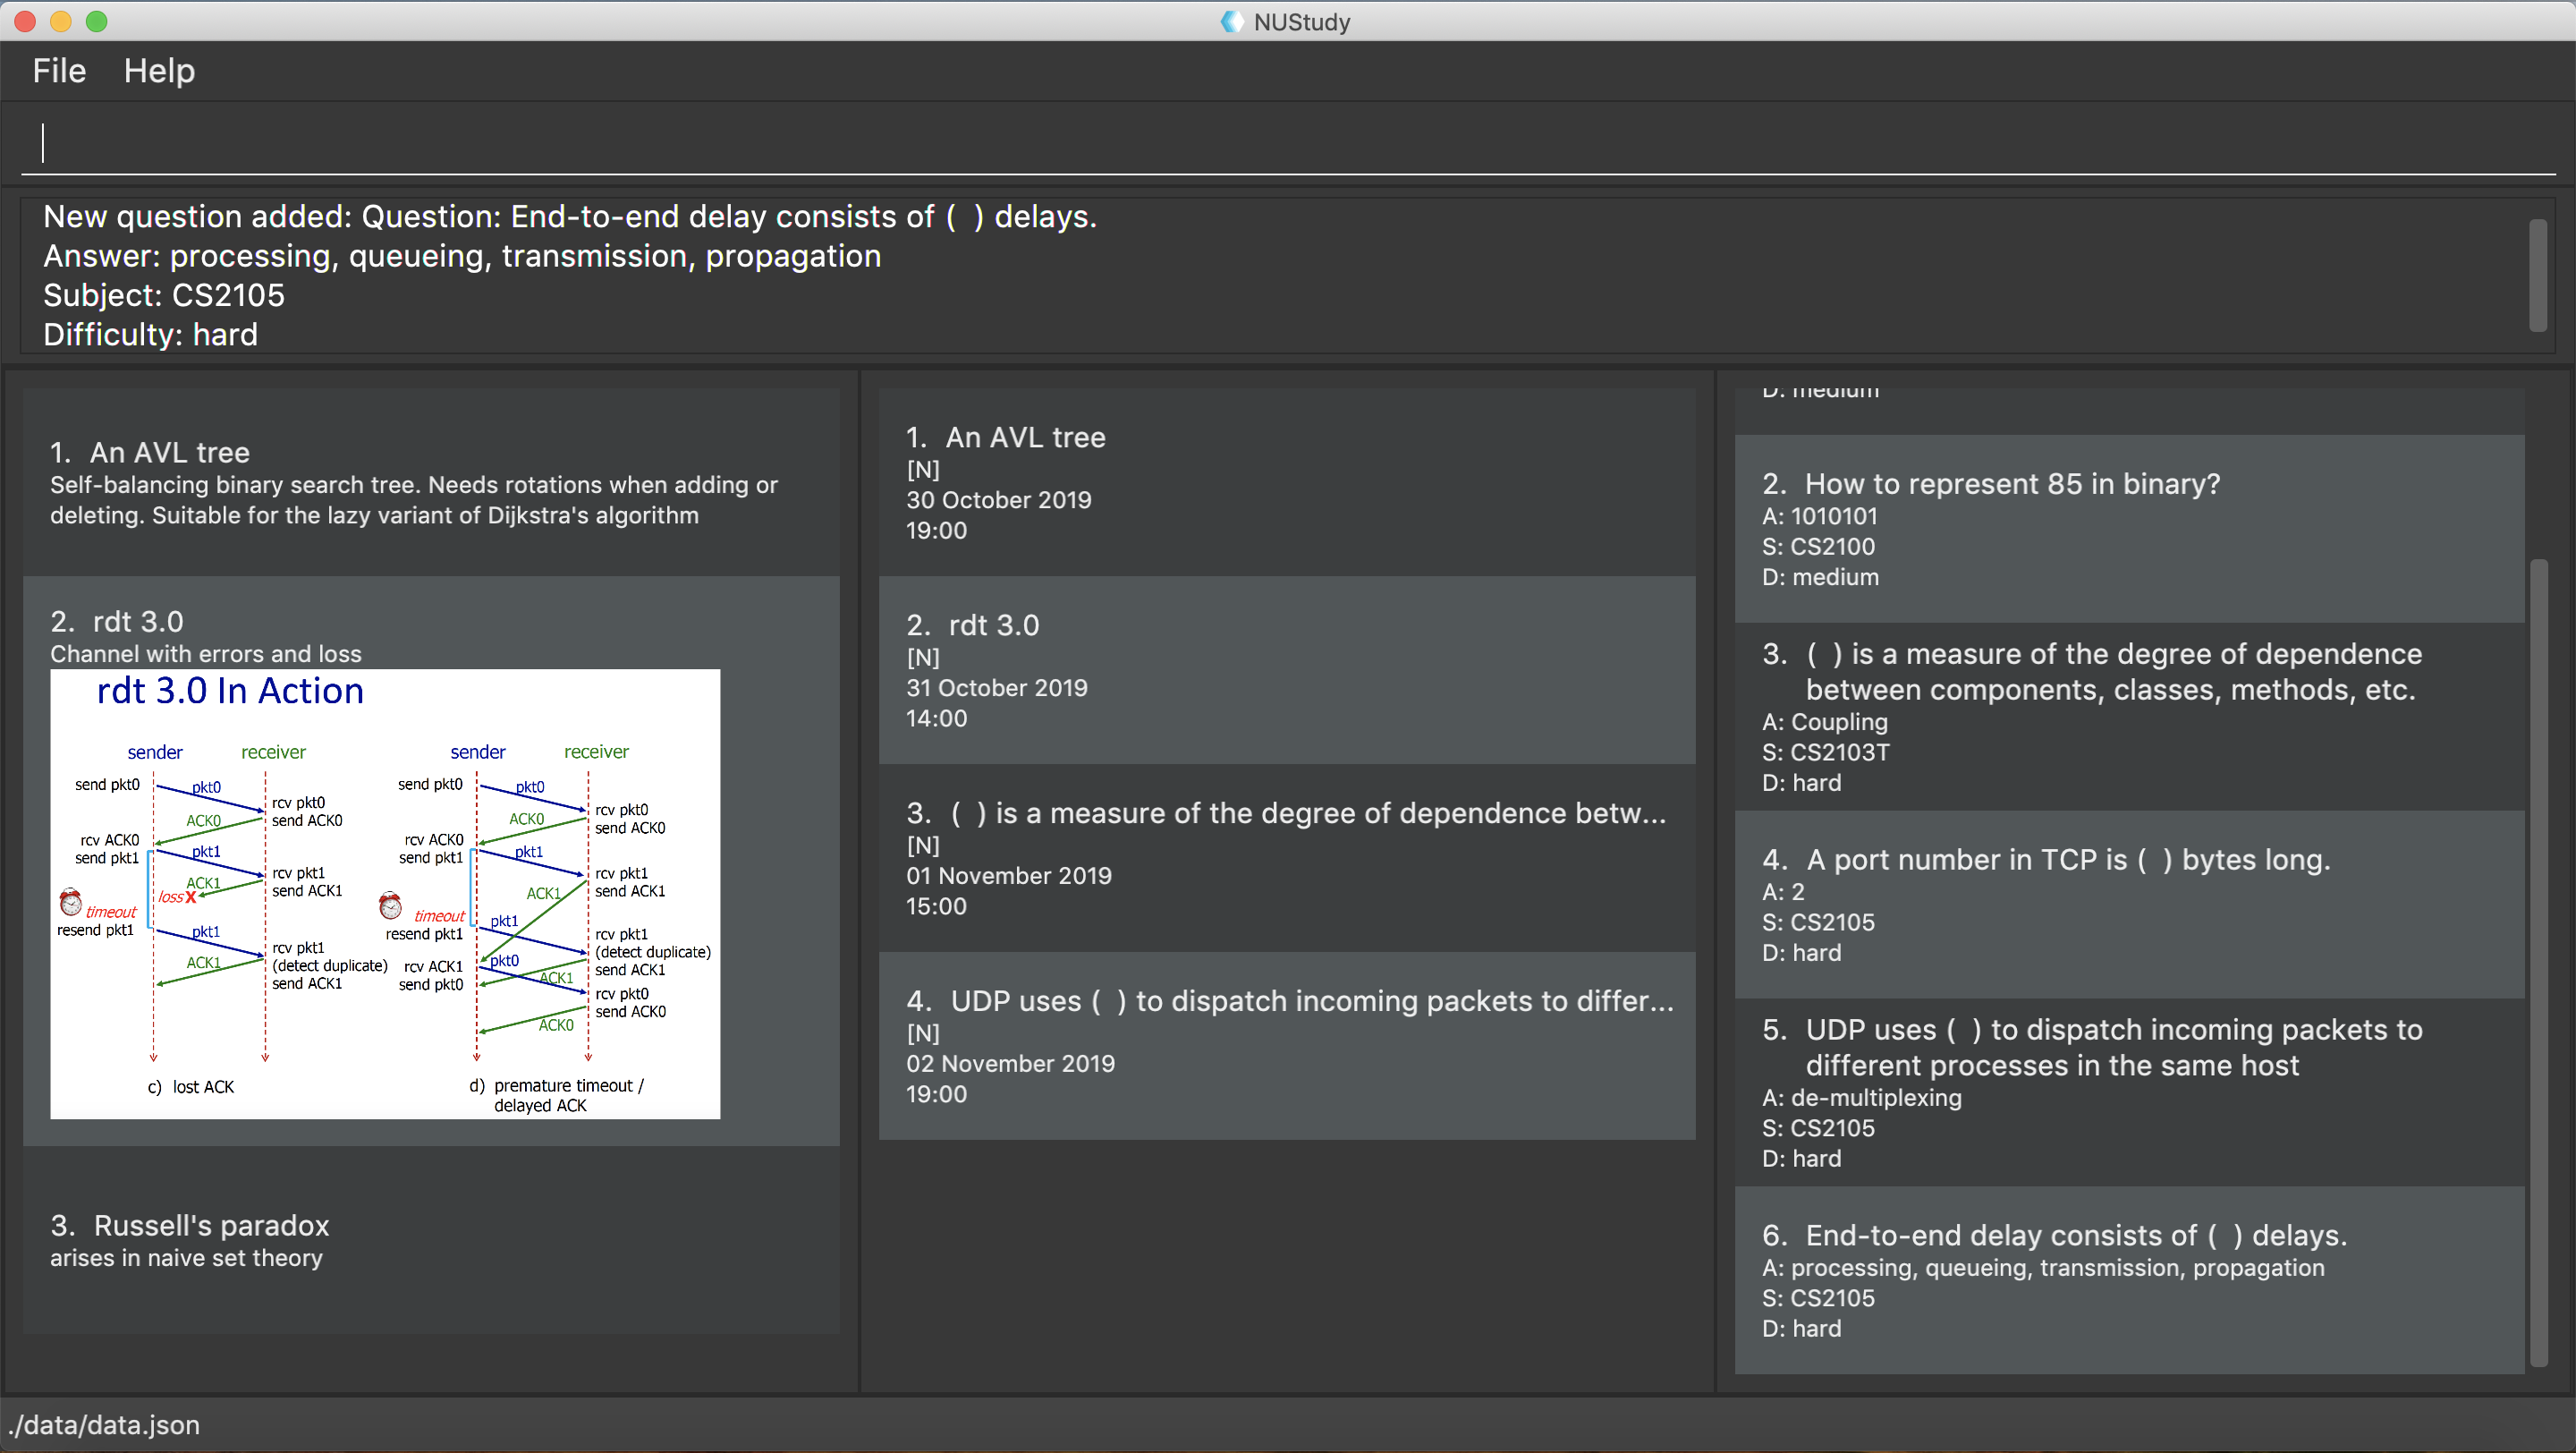 NUStudy
File Help
New question added: Question: End-to-end delay consists of ( ) delays.
Answer: processing, queueing, transmission, propagation
Subject: CS2105
Difficulty: hard
1. An AVL tree
Self-balancing binary search tree. Needs rotations when adding or
deleting. Suitable for the lazy variant of Dijkstra's algorithm
2. rdt 3.0
Channel with errors and loss
rdt 3.0 In Action
sender receiver
send pkt0
pkt0
rcv pkt0
send ACK0
ACK0
rcv ACK0
send pkt1
pkt1
rcv pkt1
send ACK1
ACK1
loss X
timeout
resend pkt1
pkt1
rcv pkt1
(detect duplicate)
send ACK1
ACK1
c) lost ACK
sender receiver
send pkt0
pkt0
rcv pkt0
send ACK0
ACK0
rcv ACK0
send pkt1
pkt1
rcv pkt1
send ACK1
ACK1
timeout
resend pkt1
pkt1
rcv pkt1
(detect duplicate)
send ACK1
rcv ACK1
send pkt0
pkt0
ACK1
rcv pkt0
send ACK0
ACK0
d) premature timeout /
delayed ACK
3. Russell's paradox
arises in naive set theory
1. An AVL tree
[N]
30 October 2019
19:00
2. rdt 3.0
[N]
31 October 2019
14:00
3. ( ) is a measure of the degree of dependence betw...
[N]
01 November 2019
15:00
4. UDP uses ( ) to dispatch incoming packets to differ...
[N]
02 November 2019
19:00
D: medium
2. How to represent 85 in binary?
A: 1010101
S: CS2100
D: medium
3. ( ) is a measure of the degree of dependence
between components, classes, methods, etc.
A: Coupling
S: CS2103T
D: hard
4. A port number in TCP is ( ) bytes long.
A: 2
S: CS2105
D: hard
5. UDP uses ( ) to dispatch incoming packets to
different processes in the same host
A: de-multiplexing
S: CS2105
D: hard
6. End-to-end delay consists of ( ) delays.
A: processing, queueing, transmission, propagation
S: CS2105
D: hard
./data/data.json